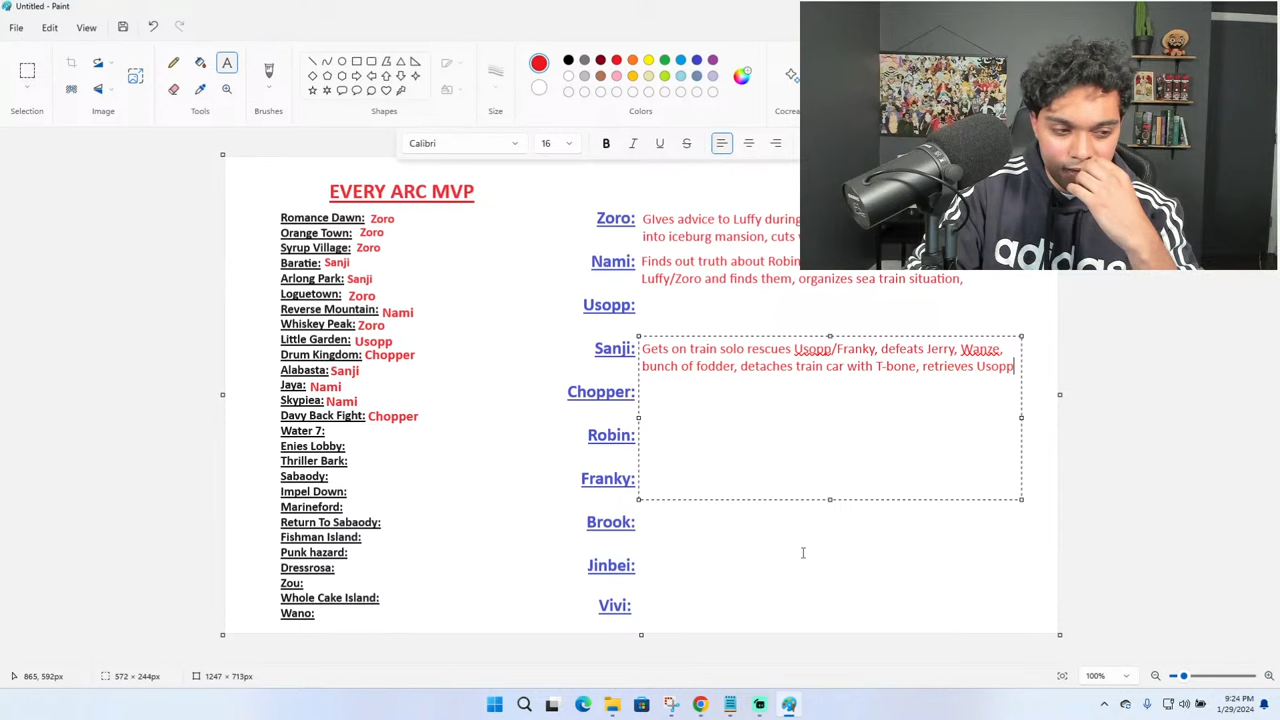 Untitled - Paint
File
Edit
View
A
Selection
Image
Tools
Brushes
Shapes
Size
Colors
Cocrea
Calibri
16
B
I
U
S
adidas
EVERY ARC MVP
Romance Dawn: Zoro
Orange Town: Zoro
Syrup Village: Zoro
Baratie: Sanji
Arlong Park: Sanji
Loguetown: Zoro
Reverse Mountain: Nami
Whiskey Peak: Zoro
Little Garden: Usopp
Drum Kingdom: Chopper
Alabasta: Sanji
Jaya: Nami
Skypiea: Nami
Davy Back Fight: Chopper
Water 7:
Enies Lobby:
Thriller Bark:
Sabaody:
Impel Down:
Marineford:
Return To Sabaody:
Fishman Island:
Punk hazard:
Dressrosa:
Zou:
Whole Cake Island:
Wano:
Zoro: GIves advice to Luffy during
into iceburg mansion, cuts
Nami: Finds out truth about Robin
Luffy/Zoro and finds them, organizes sea train situation,
Usopp:
Sanji: Gets on train solo rescues Usopp/Franky, defeats Jerry, Wanze,
bunch of fodder, detaches train car with T-bone, retrieves Usopp
Chopper:
Robin:
Franky:
Brook:
Jinbei:
Vivi:
865, 592px
572 × 244px
1247 × 713px
100%
9:24 PM
1/29/2024